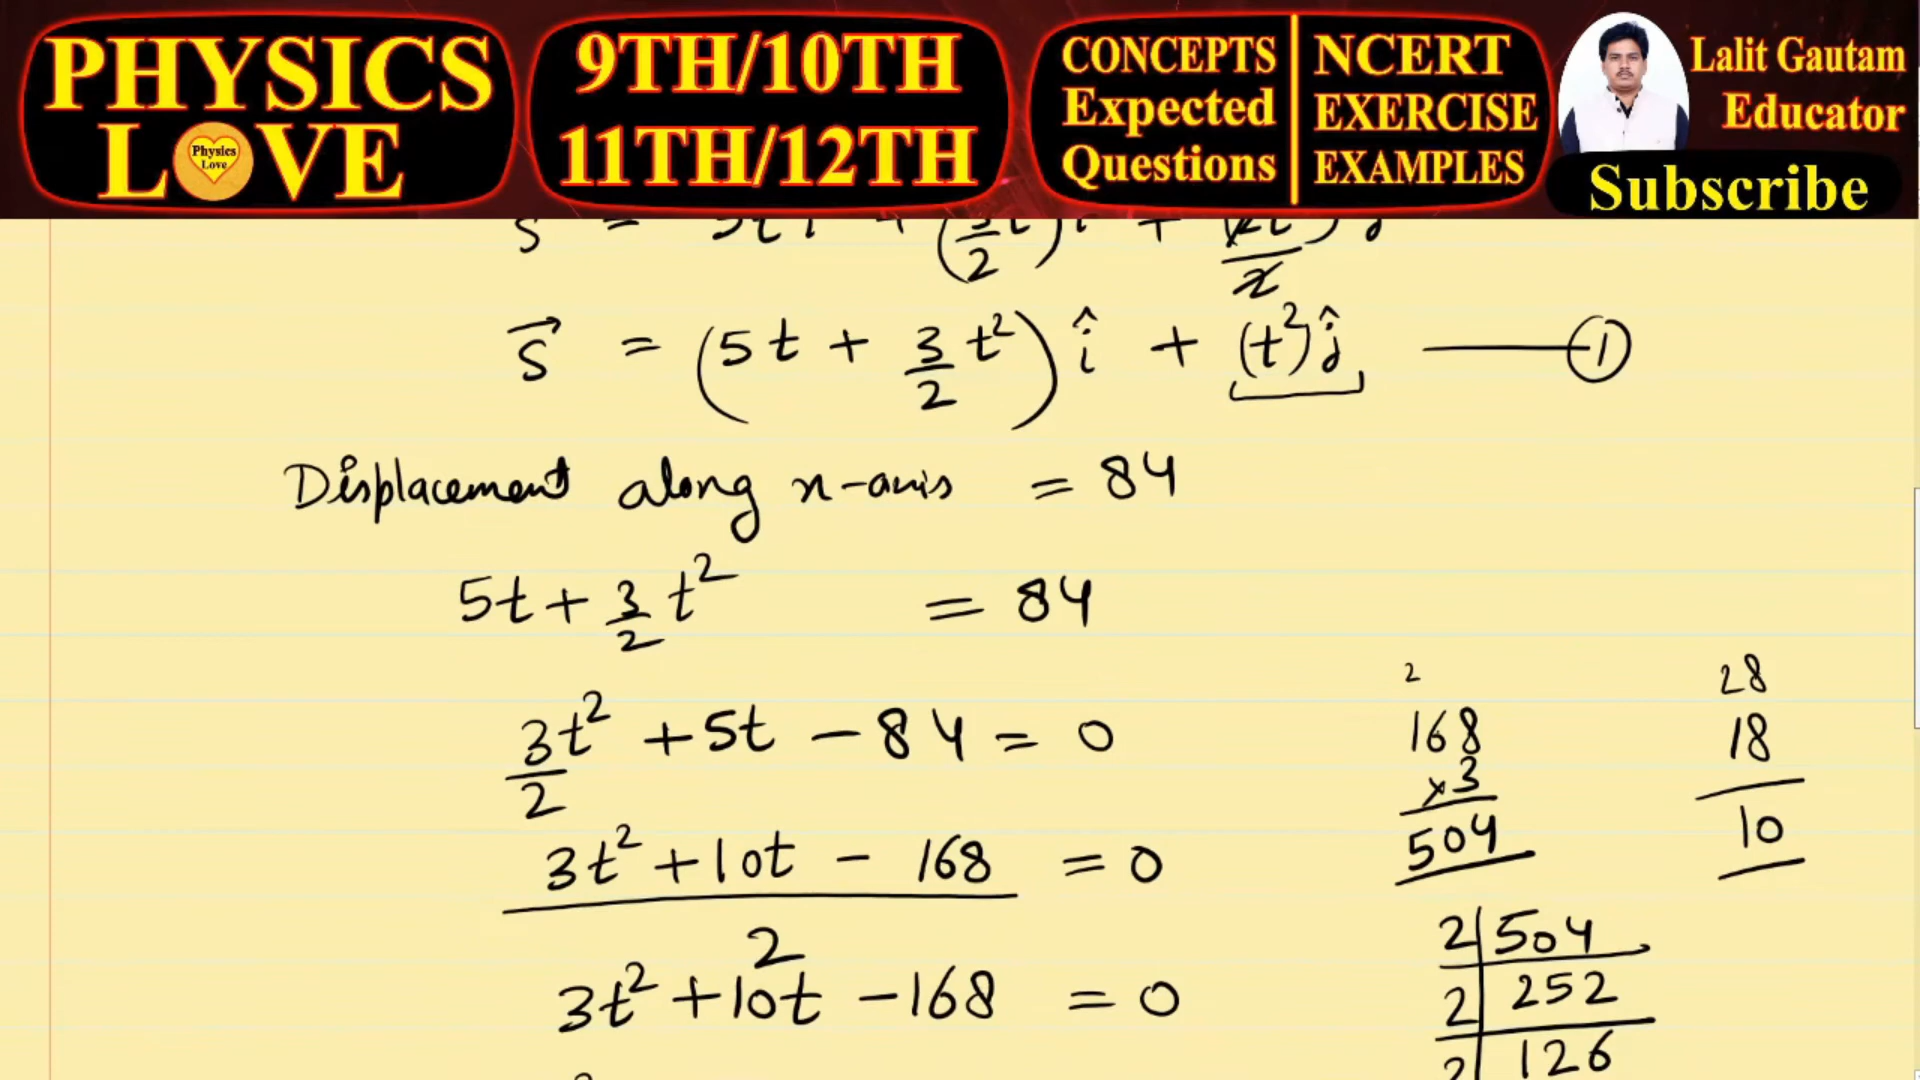 PHYSICS
LOVE
Physics
Love
9TH/10TH
11TH/12TH
CONCEPTS
Expected
Questions
NCERT
EXERCISE
EXAMPLES
Lalit Gautam
Educator
Subscribe
s⃗ = (5t + 3/2 t²) î + (t²) ĵ ——— ①
Displacement along x-axis = 84
5t + 3/2 t² = 84
3/2 t² + 5t - 84 = 0
(3t² + 10t - 168)/2 = 0
3t² + 10t - 168 = 0
2
168
×3
504
28
18
10
2|504
2|252
2|126